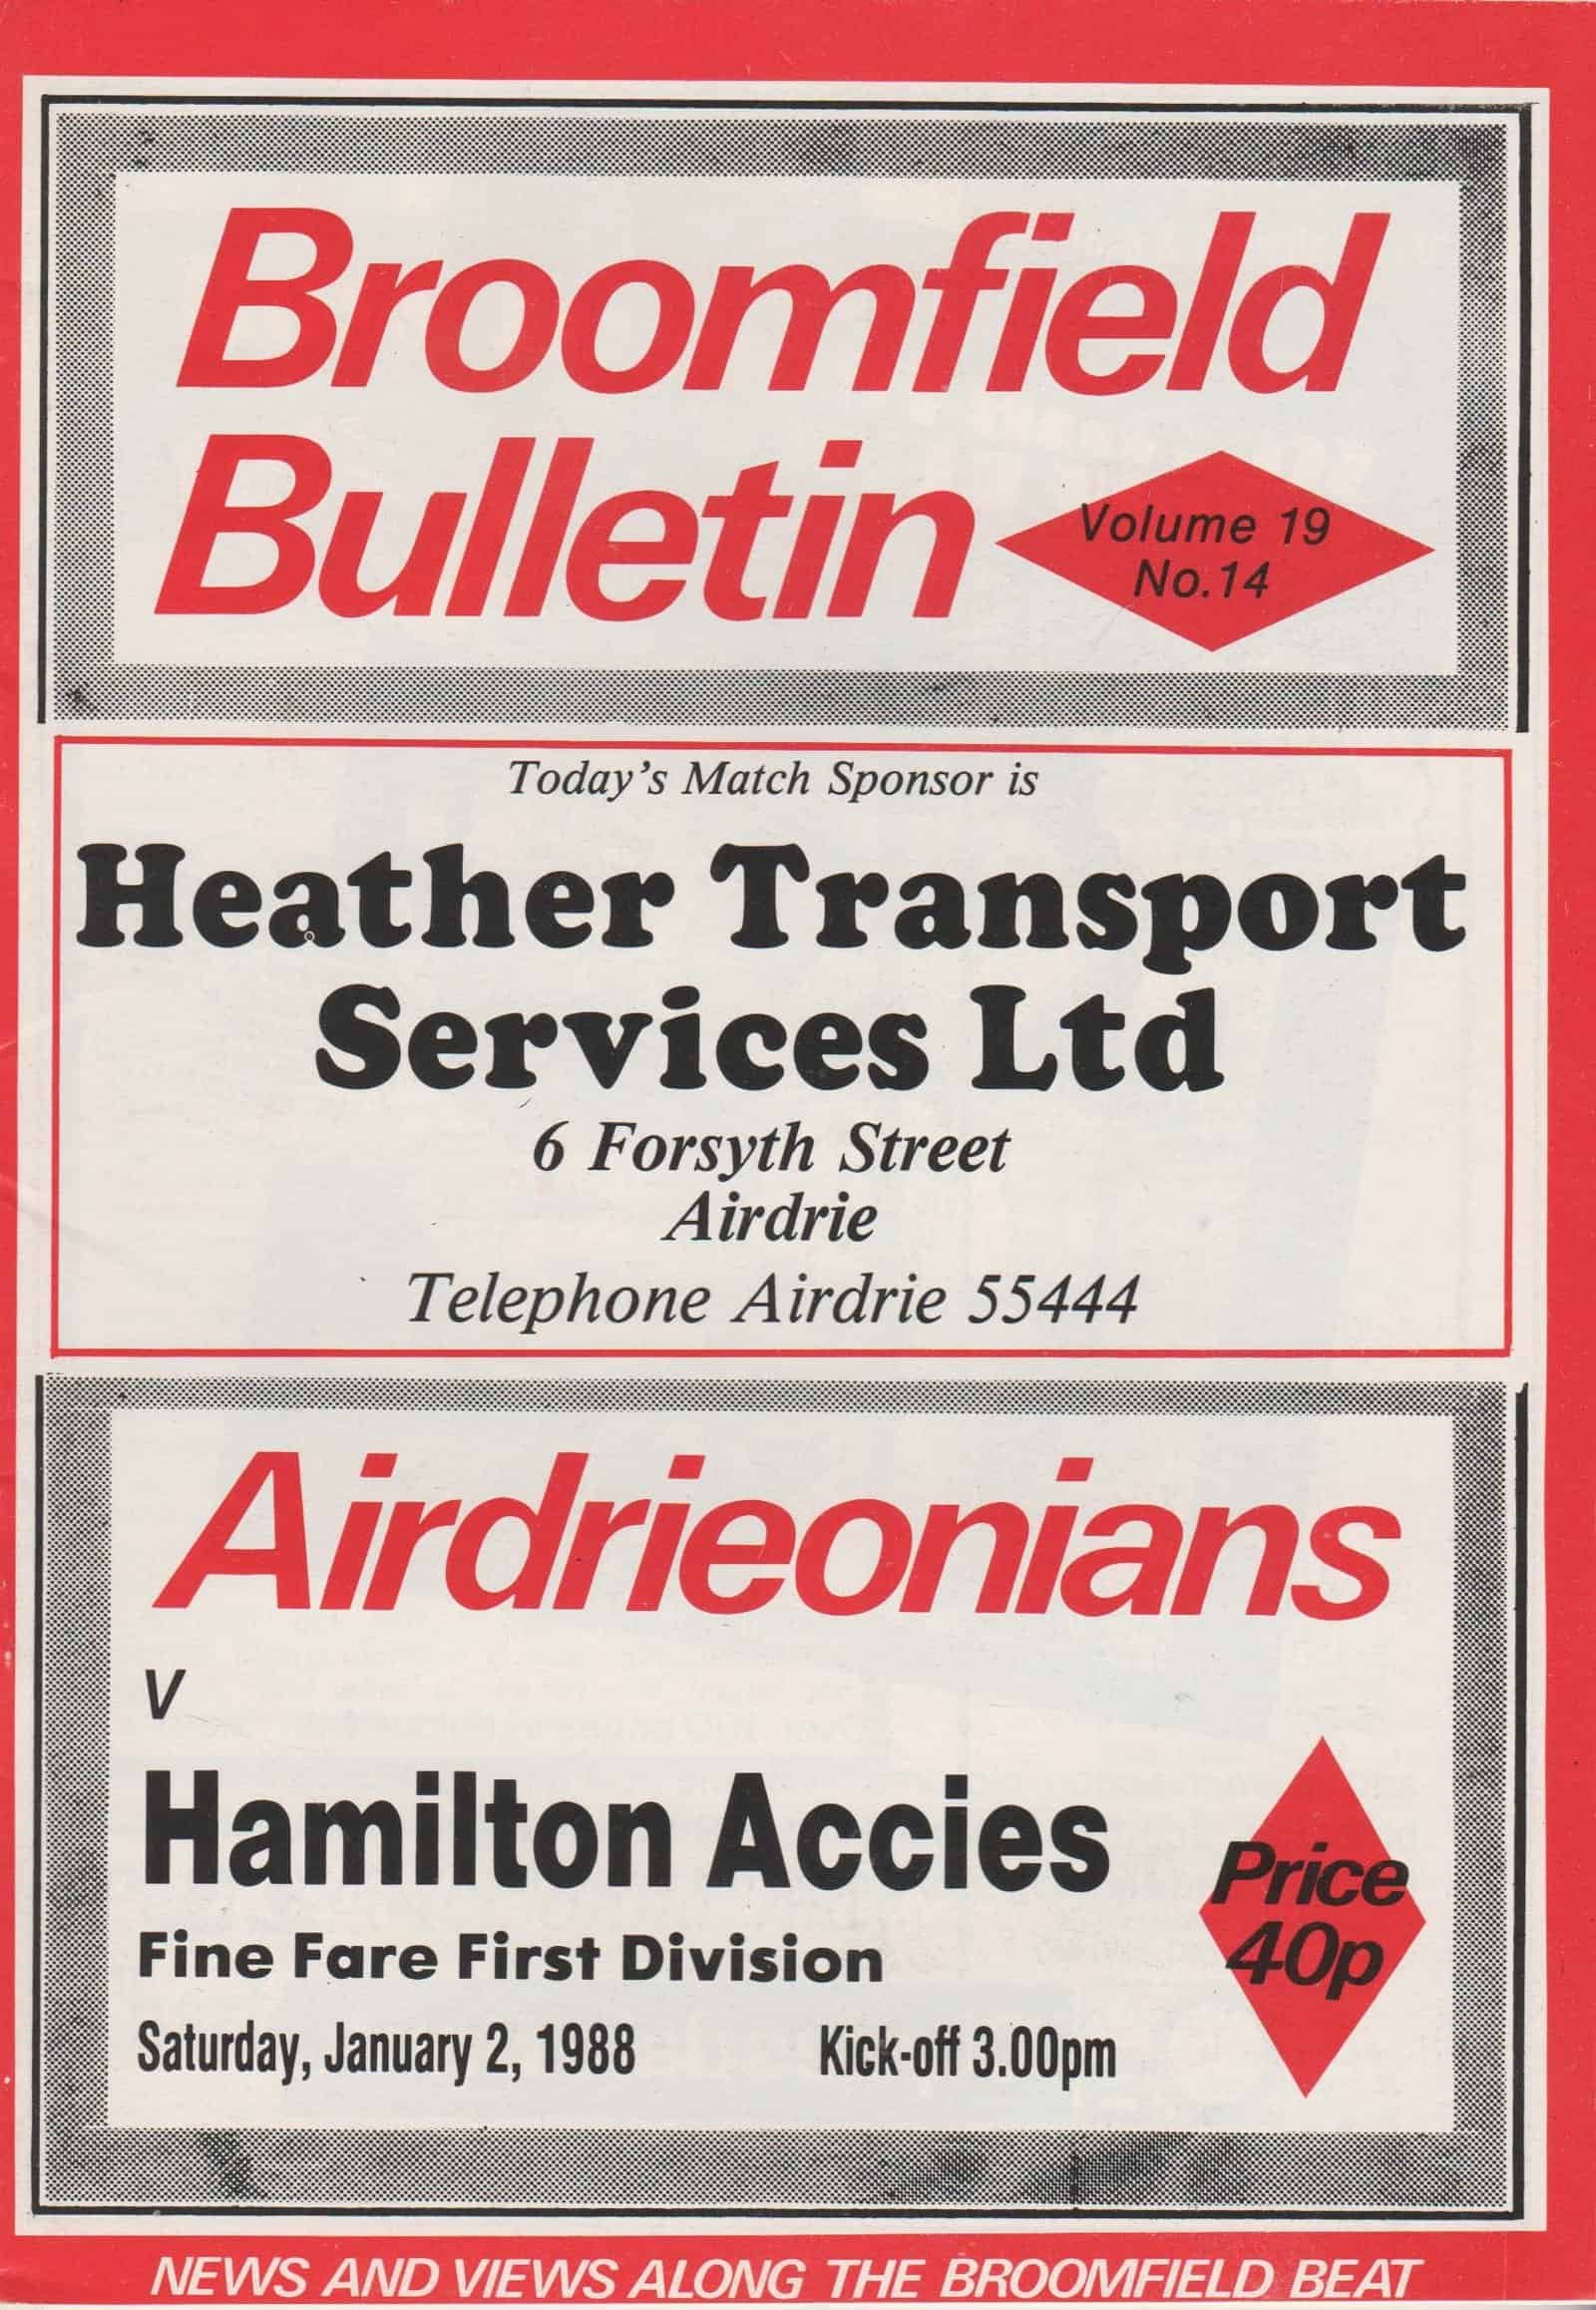 Broomfield
Bulletin
Volume 19
No.14
Today's Match Sponsor is
Heather Transport
Services Ltd
6 Forsyth Street
Airdrie
Telephone Airdrie 55444
Airdrieonians
v
Hamilton Accies
Fine Fare First Division
Saturday, January 2, 1988
Kick-off 3.00pm
Price
40p
NEWS AND VIEWS ALONG THE BROOMFIELD BEAT